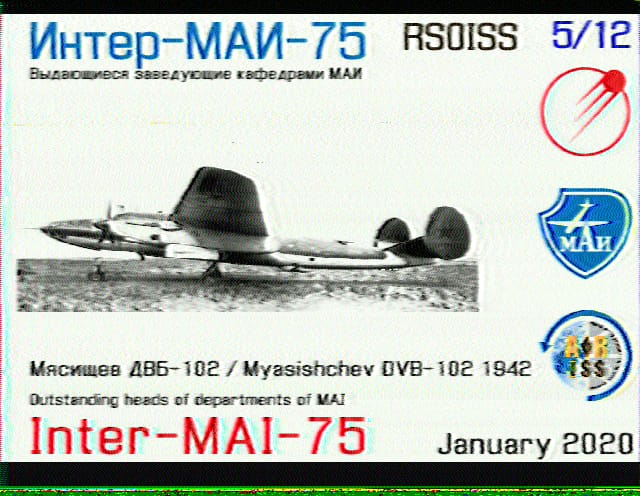 Интер-МАИ-75 RS0ISS 5/12
Выдающиеся заведующие кафедрами МАИ
МАИ
ARISS
Мясищев ДВБ-102 / Myasishchev DVB-102 1942
Outstanding heads of departments of MAI
Inter-MAI-75 January 2020